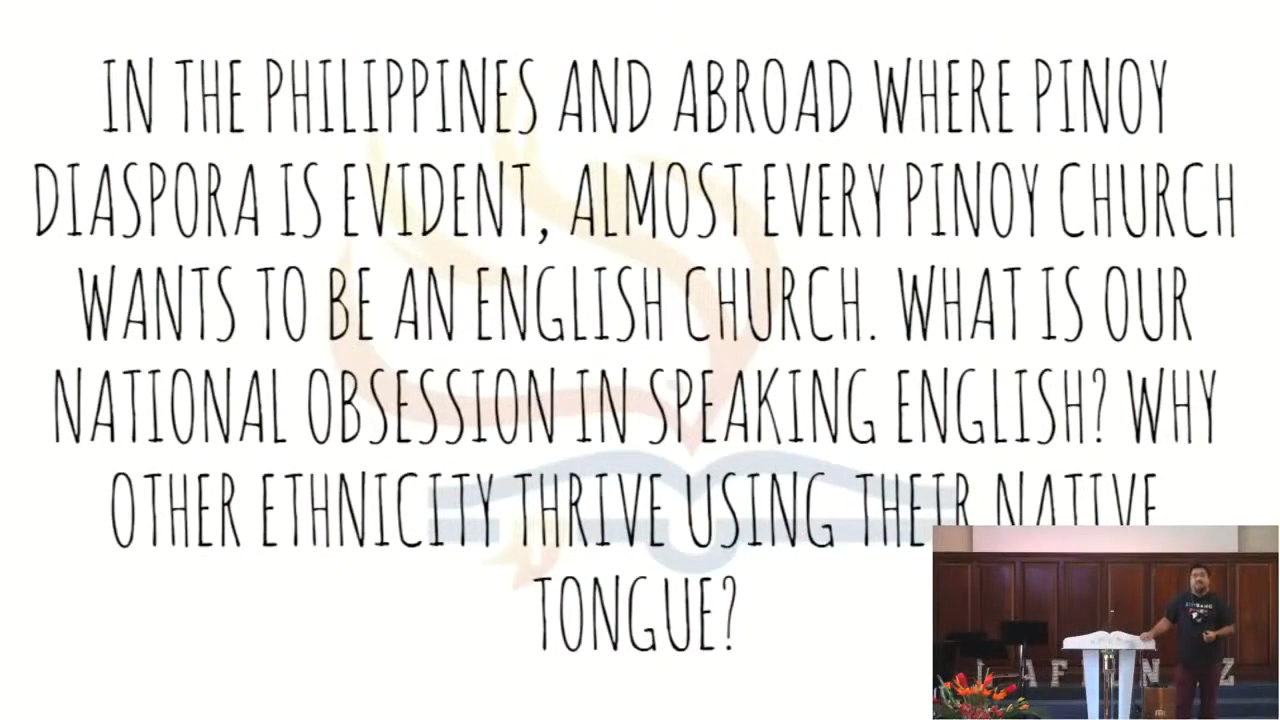 IN THE PHILIPPINES AND ABROAD WHERE PINOY
DIASPORA IS EVIDENT, ALMOST EVERY PINOY CHURCH
WANTS TO BE AN ENGLISH CHURCH. WHAT IS OUR
NATIONAL OBSESSION IN SPEAKING ENGLISH? WHY
OTHER ETHNICITY THRIVE USING THEIR NATIVE
TONGUE?